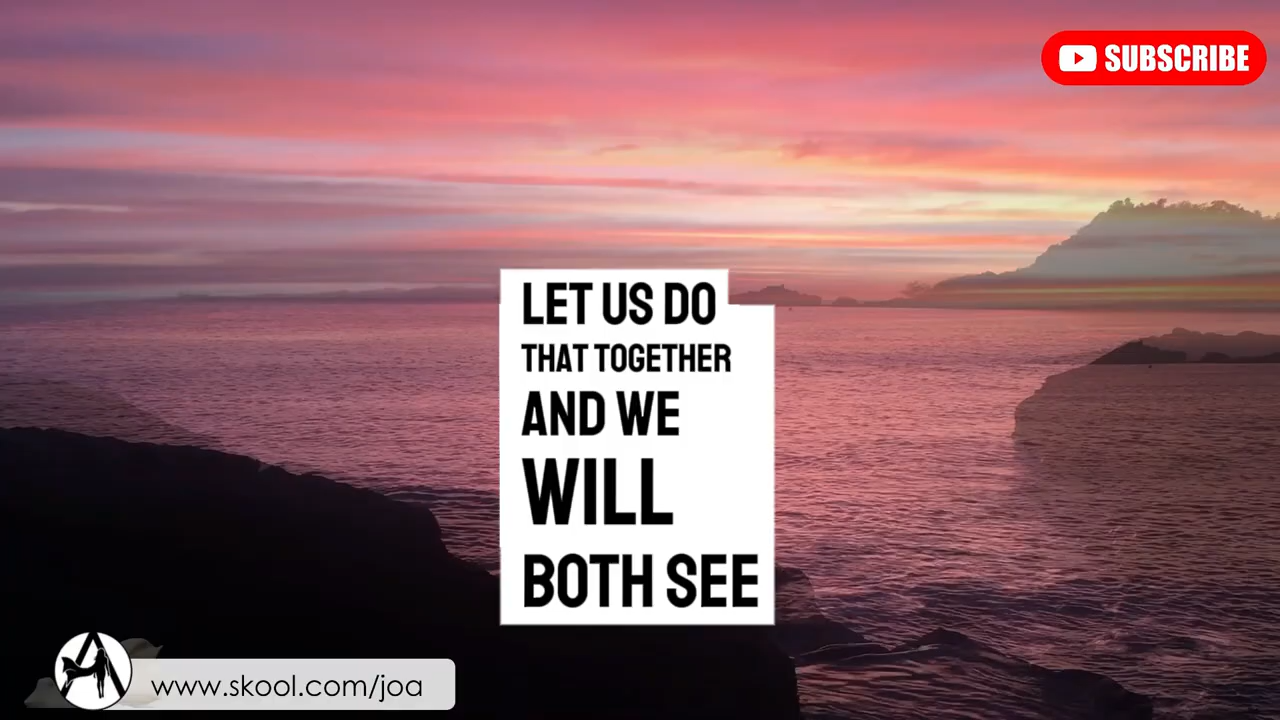 SUBSCRIBE
LET US DO
THAT TOGETHER
AND WE
WILL
BOTH SEE
www.skool.com/joa